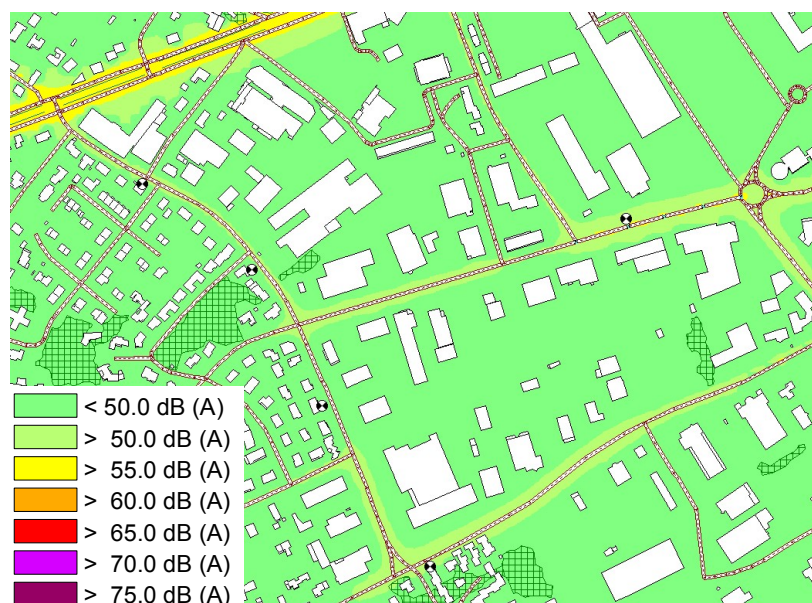 < 50.0 dB (A)
> 50.0 dB (A)
> 55.0 dB (A)
> 60.0 dB (A)
> 65.0 dB (A)
> 70.0 dB (A)
> 75.0 dB (A)